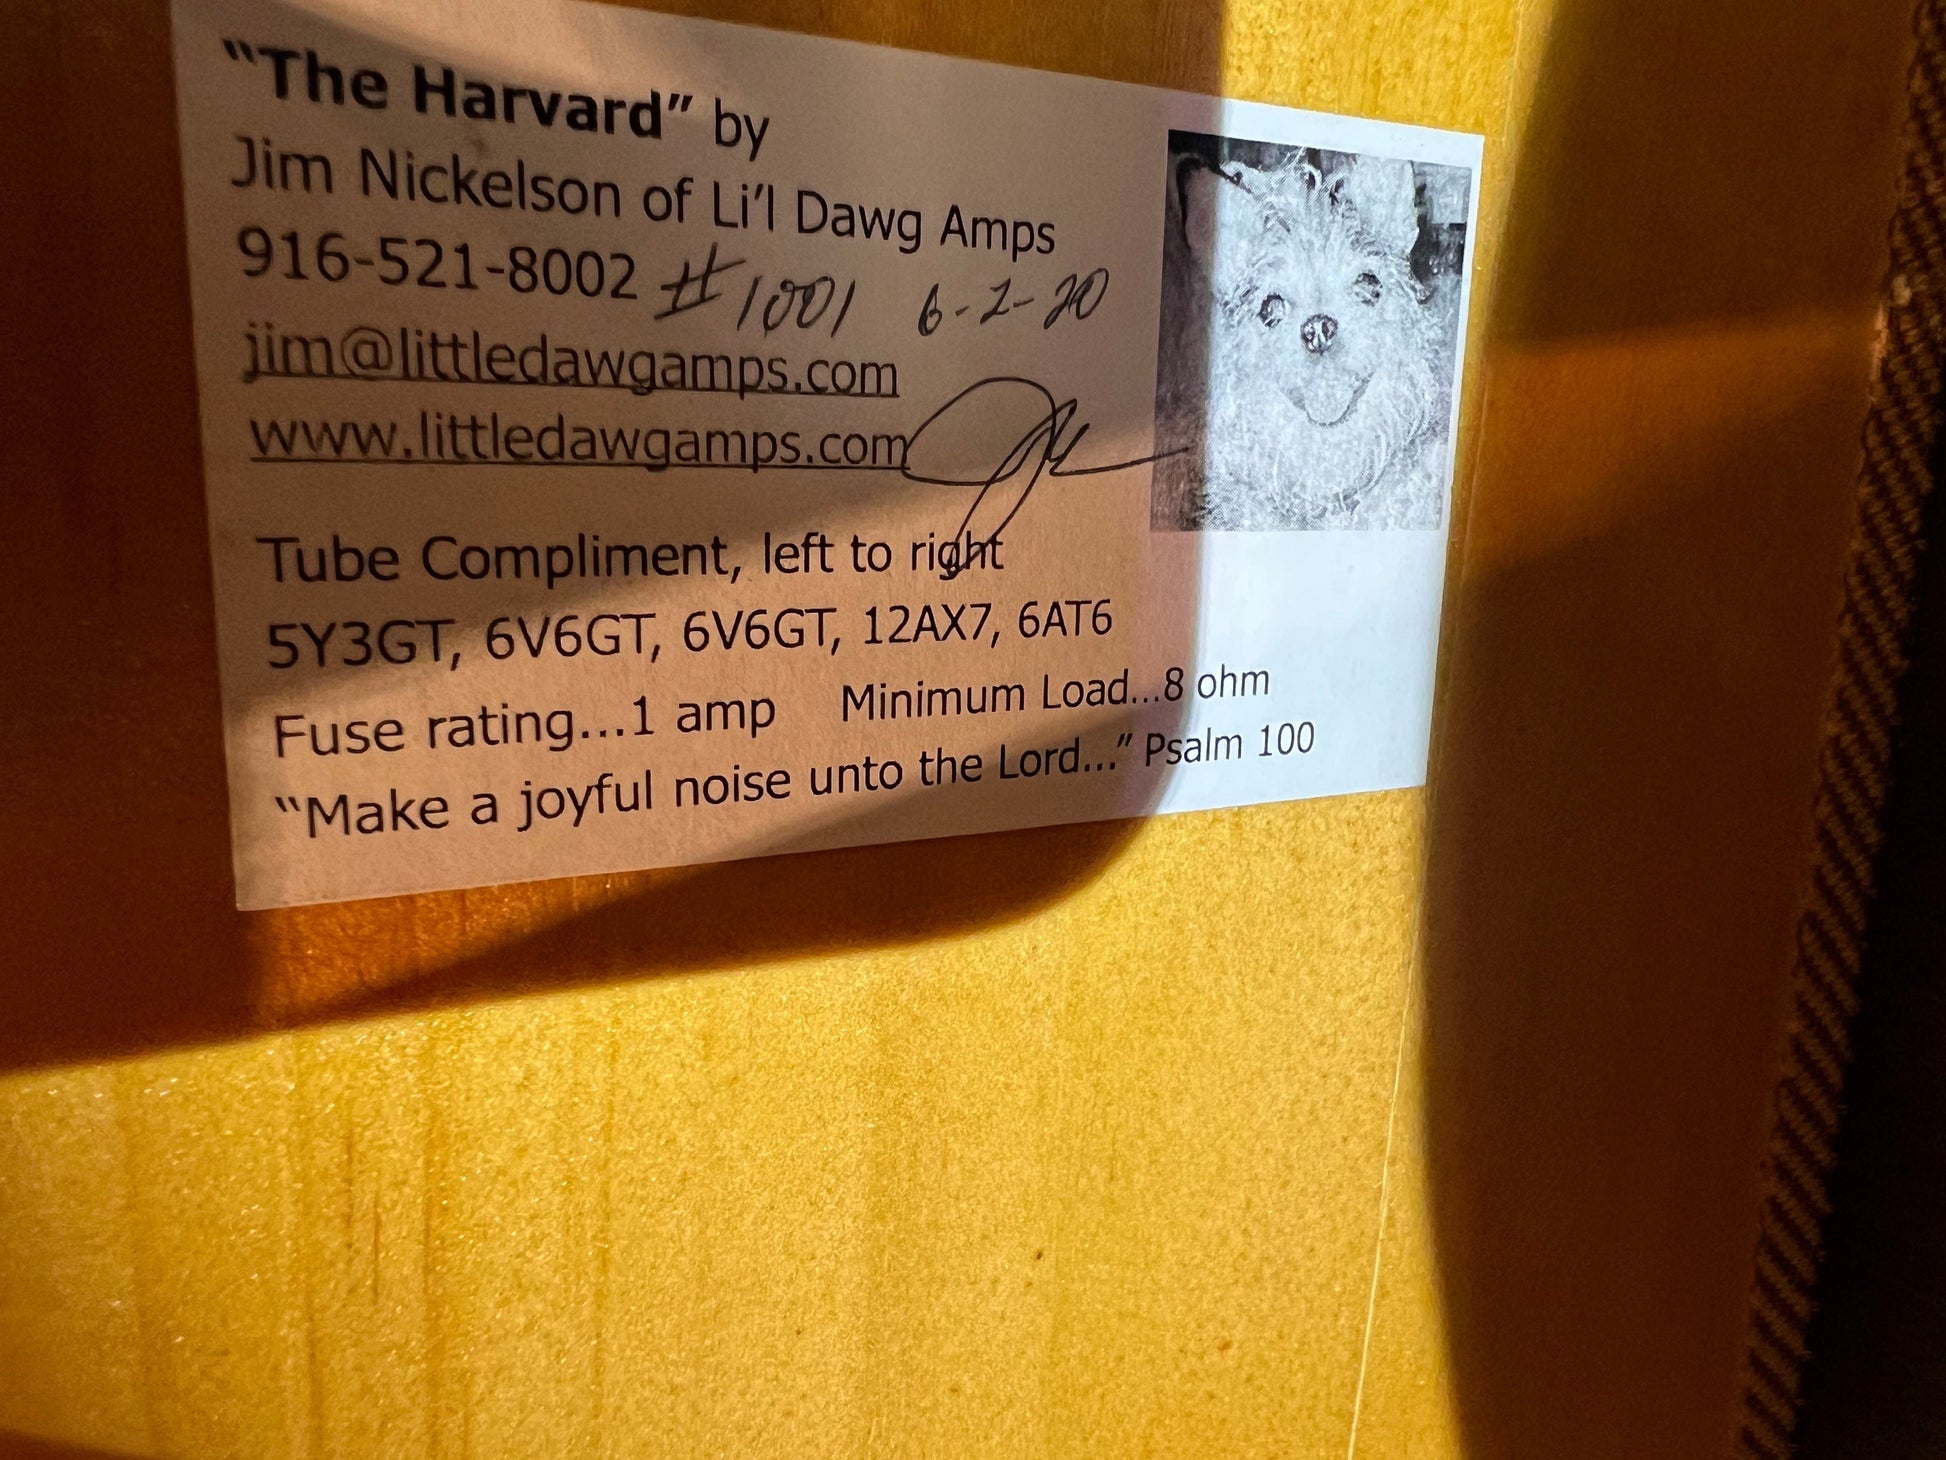 “The Harvard” by
Jim Nickelson of Li’l Dawg Amps
916-521-8002 #1001 6-2-20
jim@littledawgamps.com
www.littledawgamps.com
Tube Compliment, left to right
5Y3GT, 6V6GT, 6V6GT, 12AX7, 6AT6
Fuse rating...1 amp Minimum Load...8 ohm
“Make a joyful noise unto the Lord...” Psalm 100